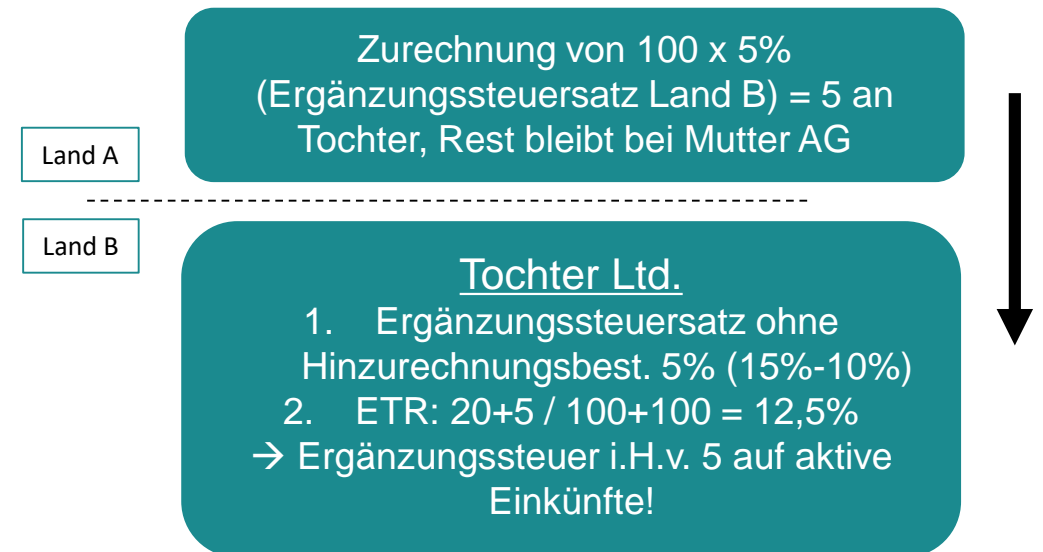 Zurechnung von 100 x 5%
(Ergänzungssteuersatz Land B) = 5 an
Tochter, Rest bleibt bei Mutter AG
Land A
Land B
Tochter Ltd.
1. Ergänzungssteuersatz ohne
Hinzurechnungsbest. 5% (15%-10%)
2. ETR: 20+5 / 100+100 = 12,5%
→ Ergänzungssteuer i.H.v. 5 auf aktive
Einkünfte!